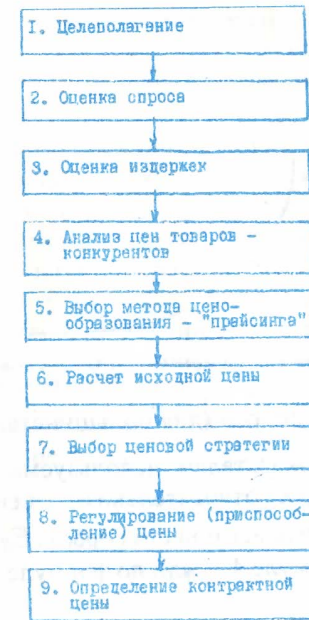 1. Целеполагание
2. Оценка спроса
3. Оценка издержек
4. Анализ цен товаров -
конкурентов
5. Выбор метода цено-
образования - "прайсинга"
6. Расчет исходной цены
7. Выбор ценовой стратегии
8. Регулирование (приспособ-
ление) цены
9. Определение контрактной
цены